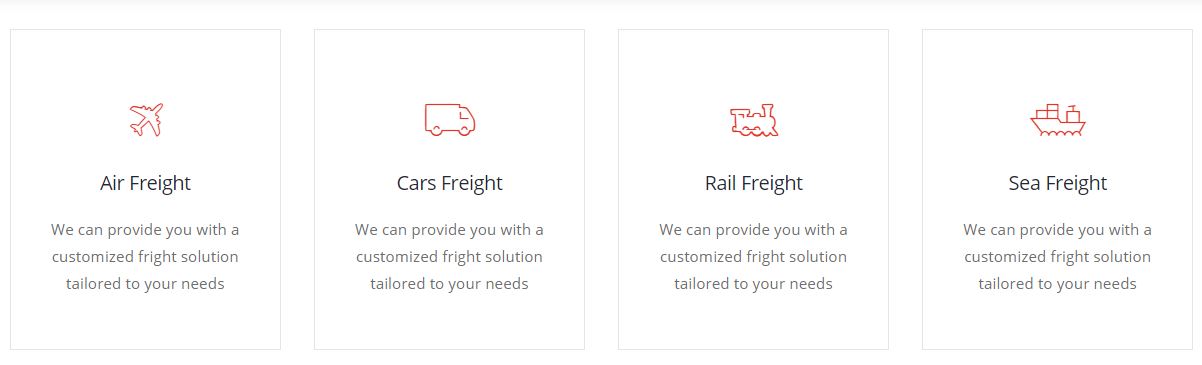 Air Freight
We can provide you with a
customized fright solution
tailored to your needs
Cars Freight
We can provide you with a
customized fright solution
tailored to your needs
Rail Freight
We can provide you with a
customized fright solution
tailored to your needs
Sea Freight
We can provide you with a
customized fright solution
tailored to your needs